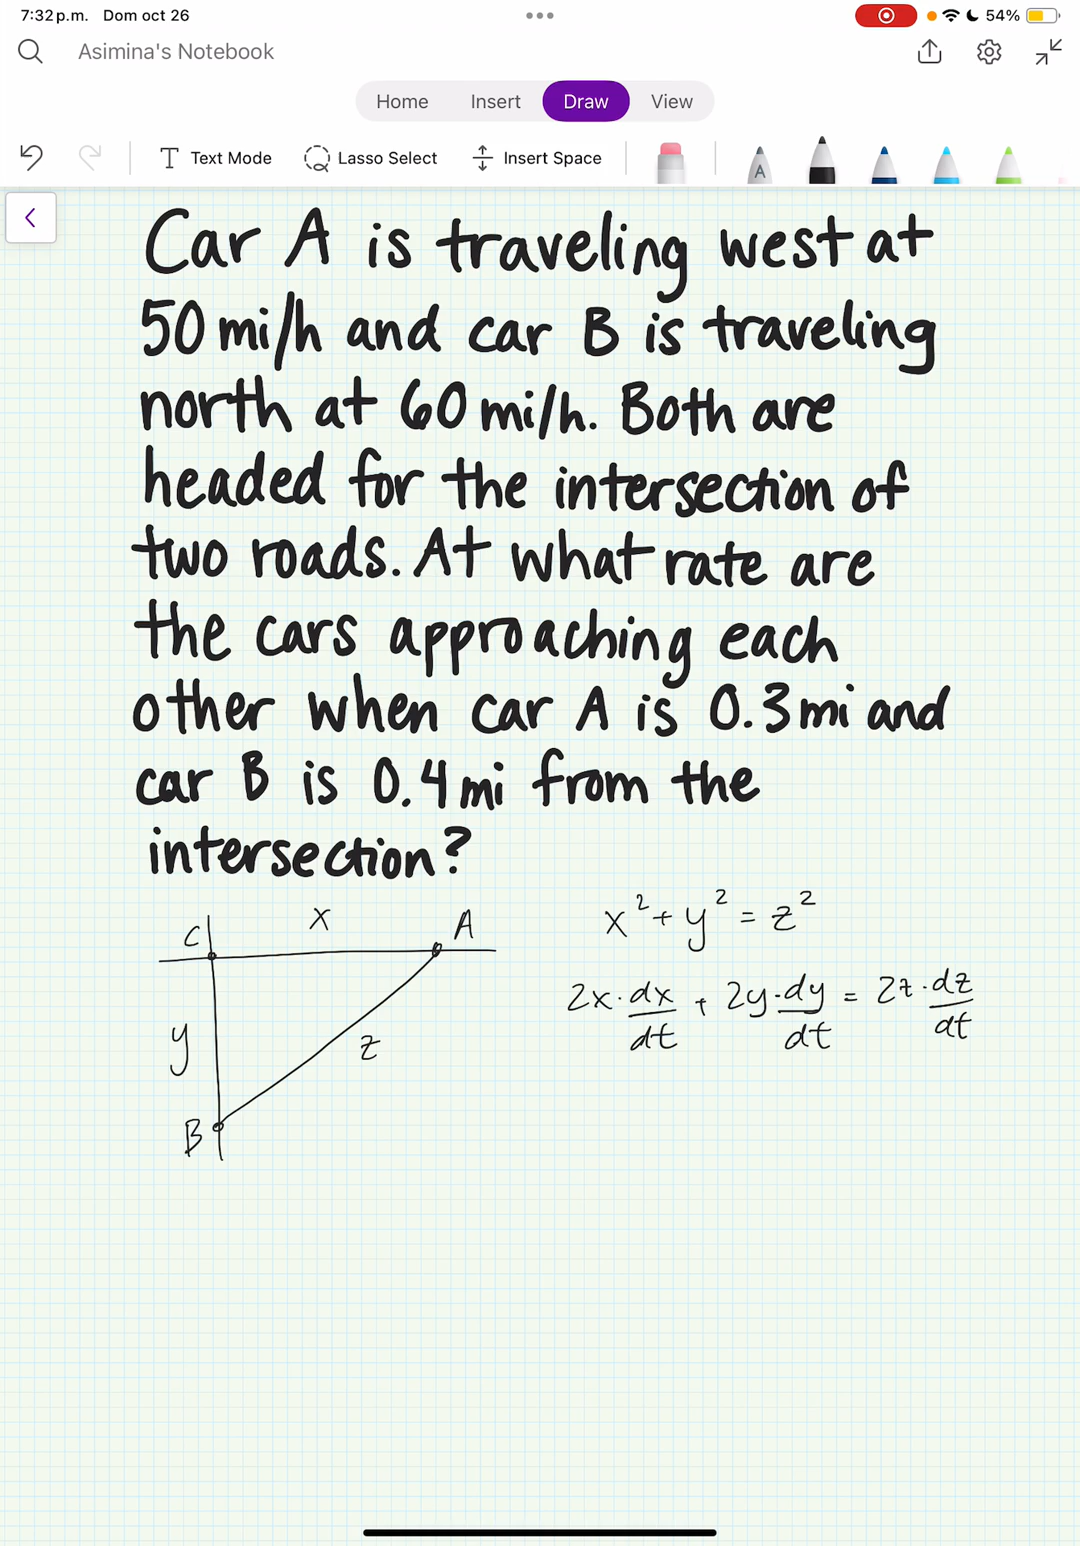 7:32 p.m. Dom oct 26
54%
Asimina's Notebook
Home Insert Draw View
Text Mode Lasso Select Insert Space
A
Car A is traveling west at
50 mi/h and car B is traveling
north at 60 mi/h. Both are
headed for the intersection of
two roads. At what rate are
the cars approaching each
other when car A is 0.3 mi and
car B is 0.4 mi from the
intersection?
C x A
y z
B
x² + y² = z²
2x · dx/dt + 2y · dy/dt = 2z · dz/dt